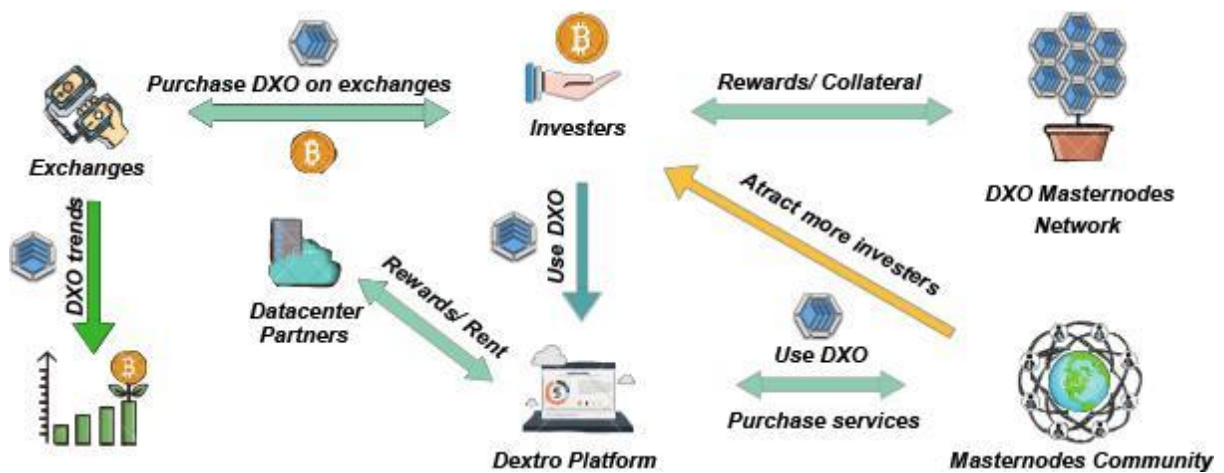 Purchase DXO on exchanges
Exchanges
Investers
Rewards/ Collateral
DXO Masternodes
Network
DXO trends
Datacenter
Partners
Rewards/ Rent
Use DXO
Atract more investers
Use DXO
Purchase services
Dextro Platform
Masternodes Community